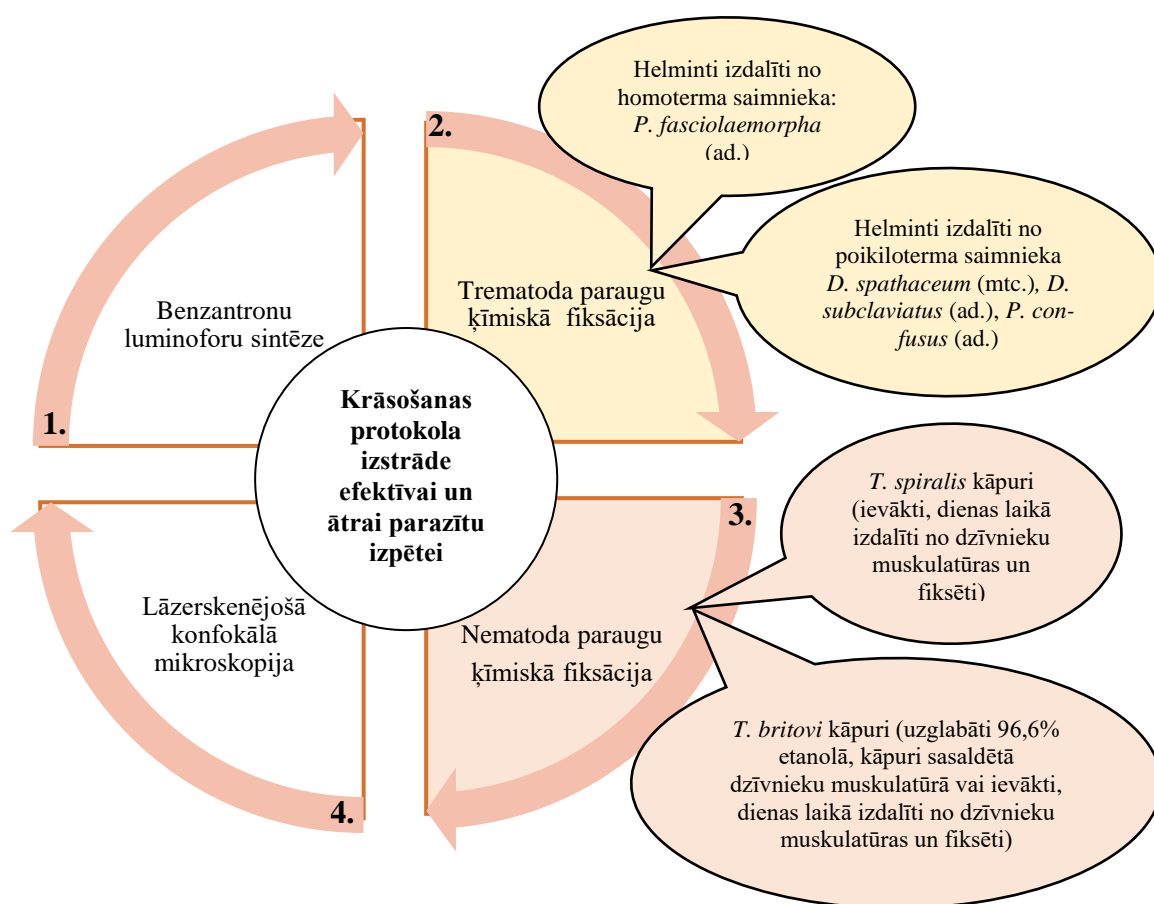 Helminti izdalīti no
homoterma saimnieka:
P. fasciolaemorpha
(ad.)
2.
Helminti izdalīti no
poikiloterma saimnieka
D. spathaceum (mtc.), D.
subclaviatus (ad.), P. con-
fusus (ad.)
Trematoda paraugu
ķīmiskā fiksācija
Benzantronu
luminoforu sintēze
1.
Krāsošanas
protokola
izstrāde
efektīvai un
ātrai parazītu
izpētei
3.
T. spiralis kāpuri
(ievākti, dienas laikā
izdalīti no dzīvnieku
muskulatūras un
fiksēti)
Lāzerskenējošā
konfokālā
mikroskopija
Nematoda paraugu
ķīmiskā fiksācija
T. britovi kāpuri (uzglabāti 96,6%
etanolā, kāpuri sasaldētā
dzīvnieku muskulatūrā vai ievākti,
dienas laikā izdalīti no dzīvnieku
muskulatūras un fiksēti)
4.